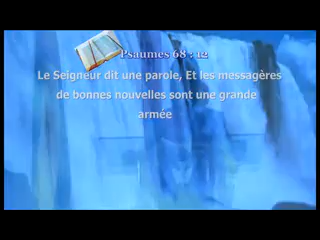 Psaumes 68 : 12
Le Seigneur dit une parole, Et les messagères
de bonnes nouvelles sont une grande
armée